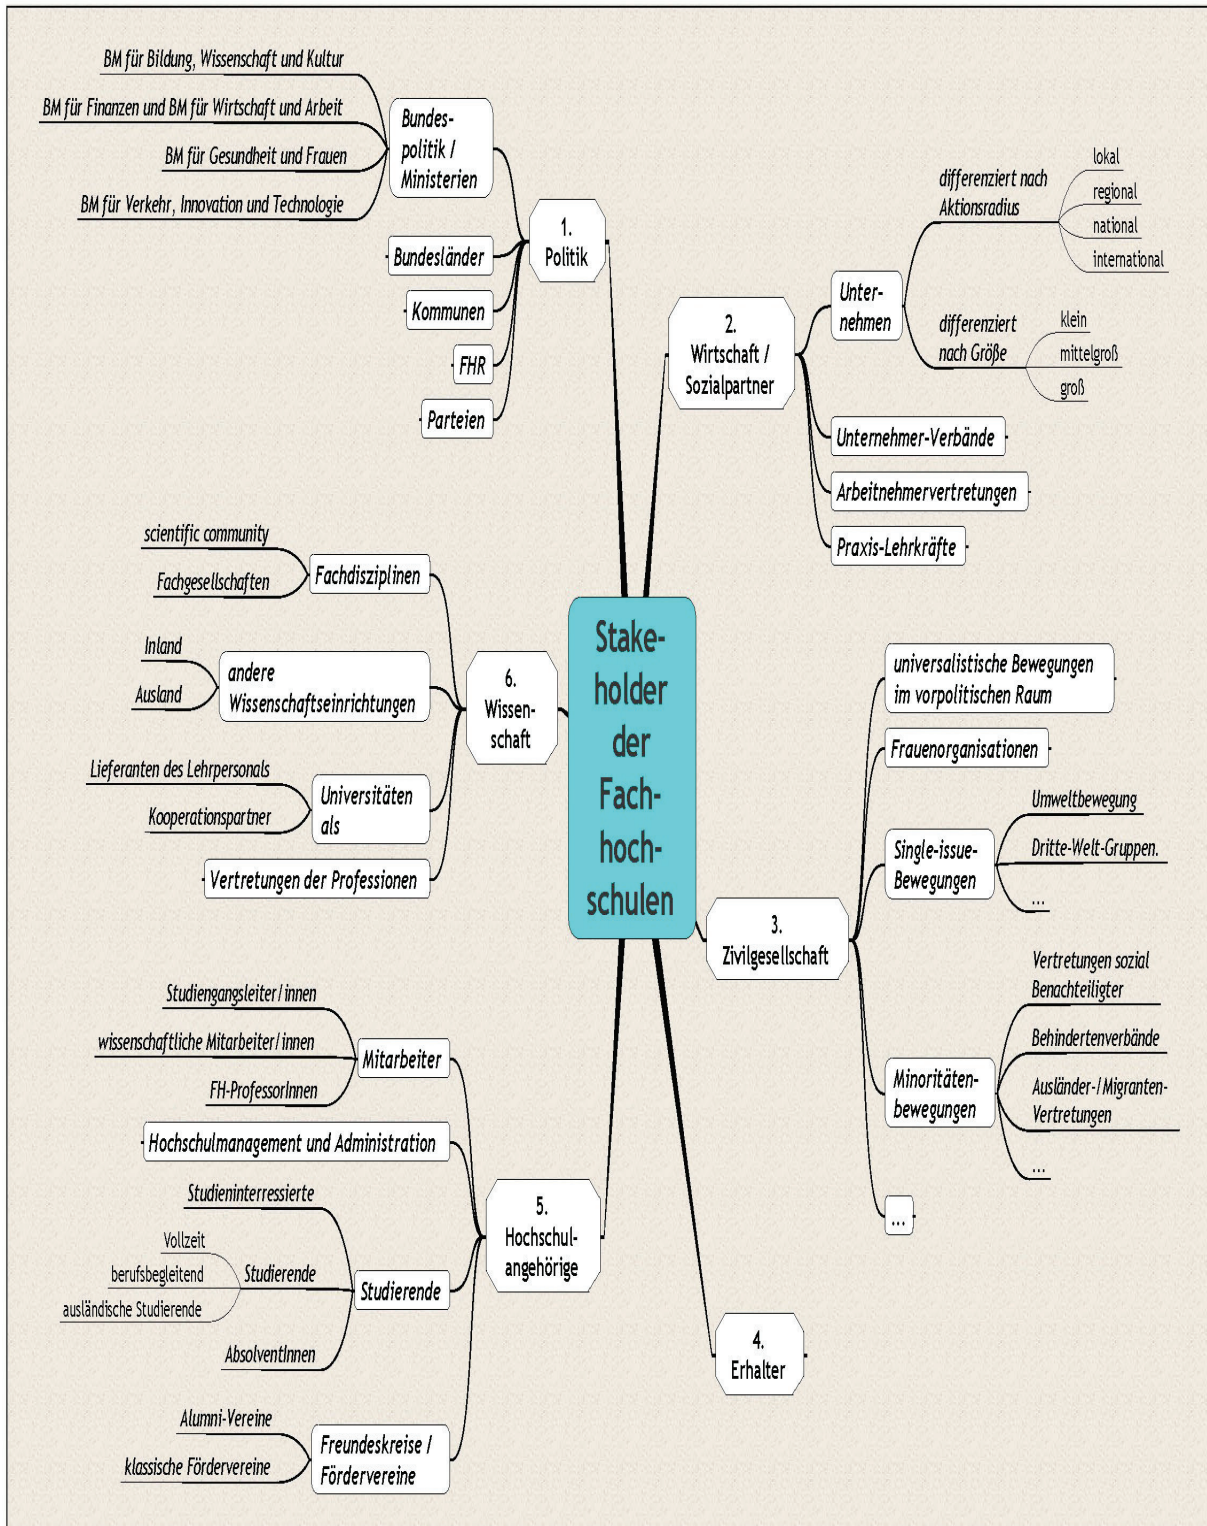 Stake-
holder
der
Fach-
hoch-
schulen
1.
Politik
Bundes-
politik /
Ministerien
BM für Bildung, Wissenschaft und Kultur
BM für Finanzen und BM für Wirtschaft und Arbeit
BM für Gesundheit und Frauen
BM für Verkehr, Innovation und Technologie
Bundesländer
Kommunen
FHR
Parteien
2.
Wirtschaft /
Sozialpartner
Unter-
nehmen
differenziert nach
Aktionsradius
lokal
regional
national
international
differenziert
nach Größe
klein
mittelgroß
groß
Unternehmer-Verbände
Arbeitnehmervertretungen
Praxis-Lehrkräfte
3.
Zivilgesellschaft
universalistische Bewegungen
im vorpolitischen Raum
Frauenorganisationen
Single-issue-
Bewegungen
Umweltbewegung
Dritte-Welt-Gruppen.
...
Minoritäten-
bewegungen
Vertretungen sozial
Benachteiligter
Behindertenverbände
Ausländer-/Migranten-
Vertretungen
...
...
4.
Erhalter
5.
Hochschul-
angehörige
Mitarbeiter
Studiengangsleiter/innen
wissenschaftliche Mitarbeiter/innen
FH-ProfessorInnen
Hochschulmanagement und Administration
Studierende
Studieninterressierte
Studierende
Vollzeit
berufsbegleitend
ausländische Studierende
AbsolventInnen
Freundeskreise /
Fördervereine
Alumni-Vereine
klassische Fördervereine
6.
Wissen-
schaft
Fachdisziplinen
scientific community
Fachgesellschaften
andere
Wissenschaftseinrichtungen
Inland
Ausland
Universitäten
als
Lieferanten des Lehrpersonals
Kooperationspartner
Vertretungen der Professionen